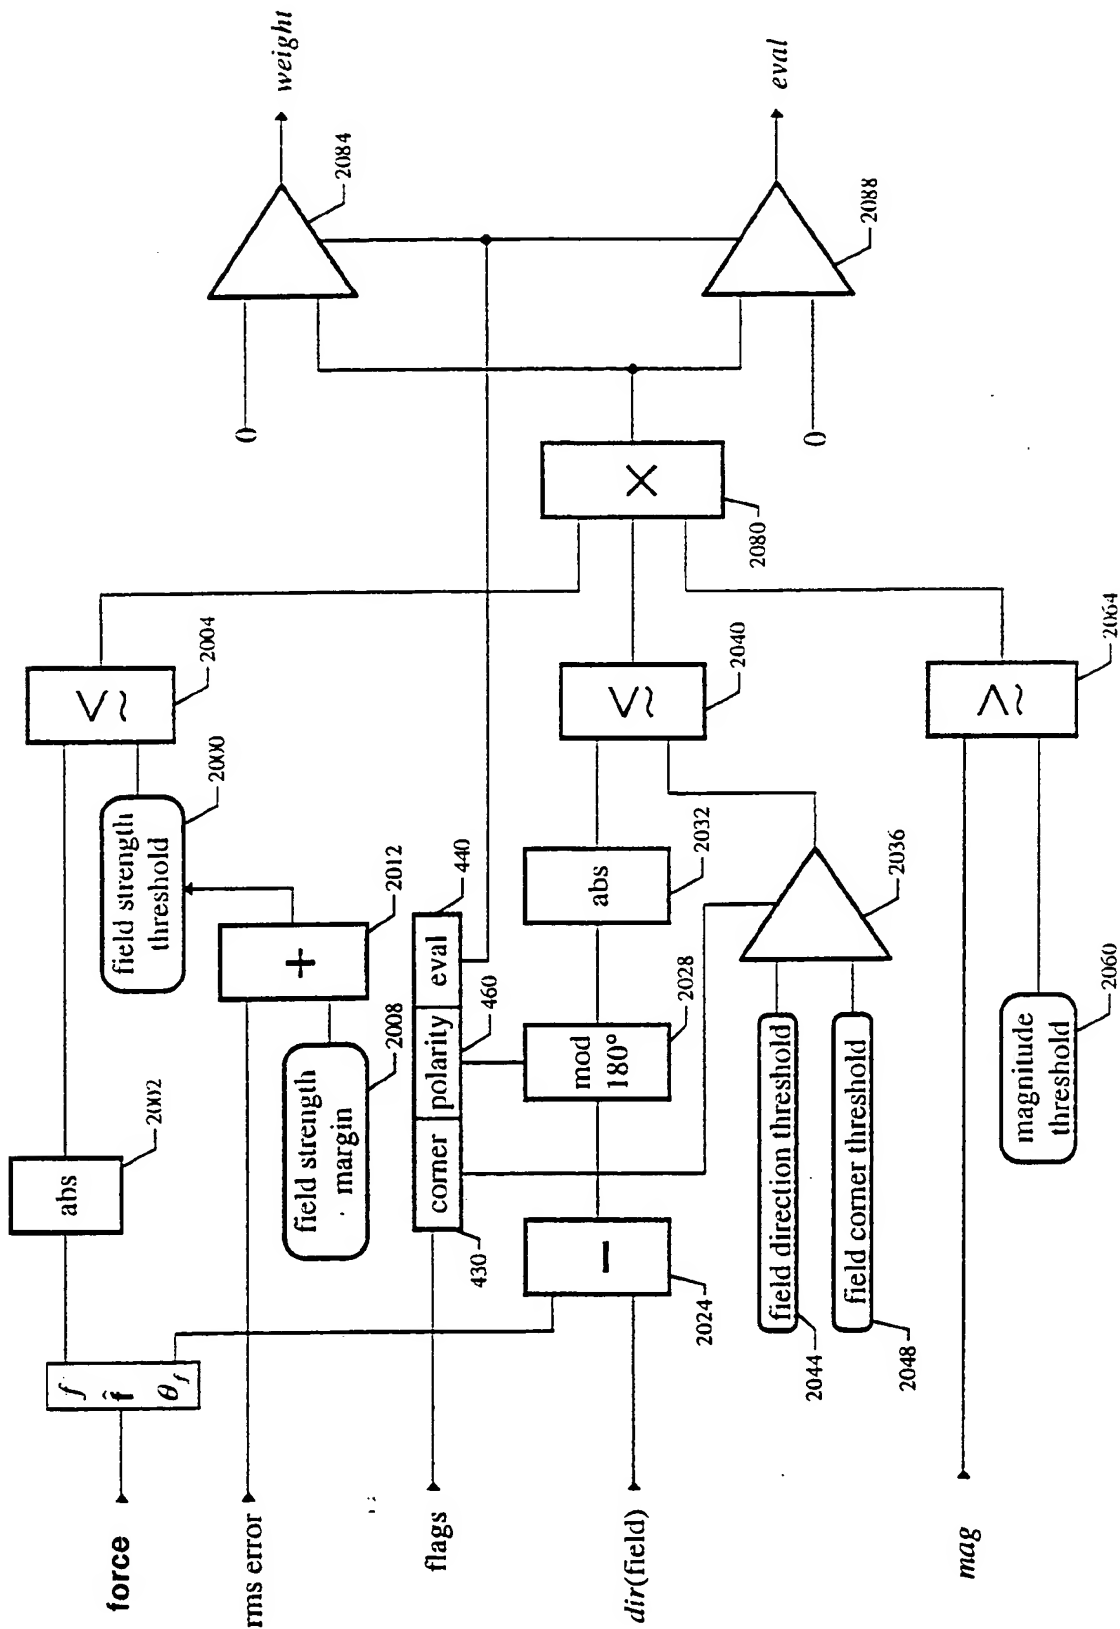 force
rms error
flags
dir(field)
mag
f
f̂
θf
abs
2002
field strength
threshold
2000
≲
2004
field strength
margin
2008
+
2012
430
corner
polarity
eval
460
440
−
2024
mod
180°
2028
abs
2032
≲
2040
field direction threshold
2044
field corner threshold
2048
2036
magnitude
threshold
2060
≳
2064
×
2080
0
2084
weight
0
2088
eval